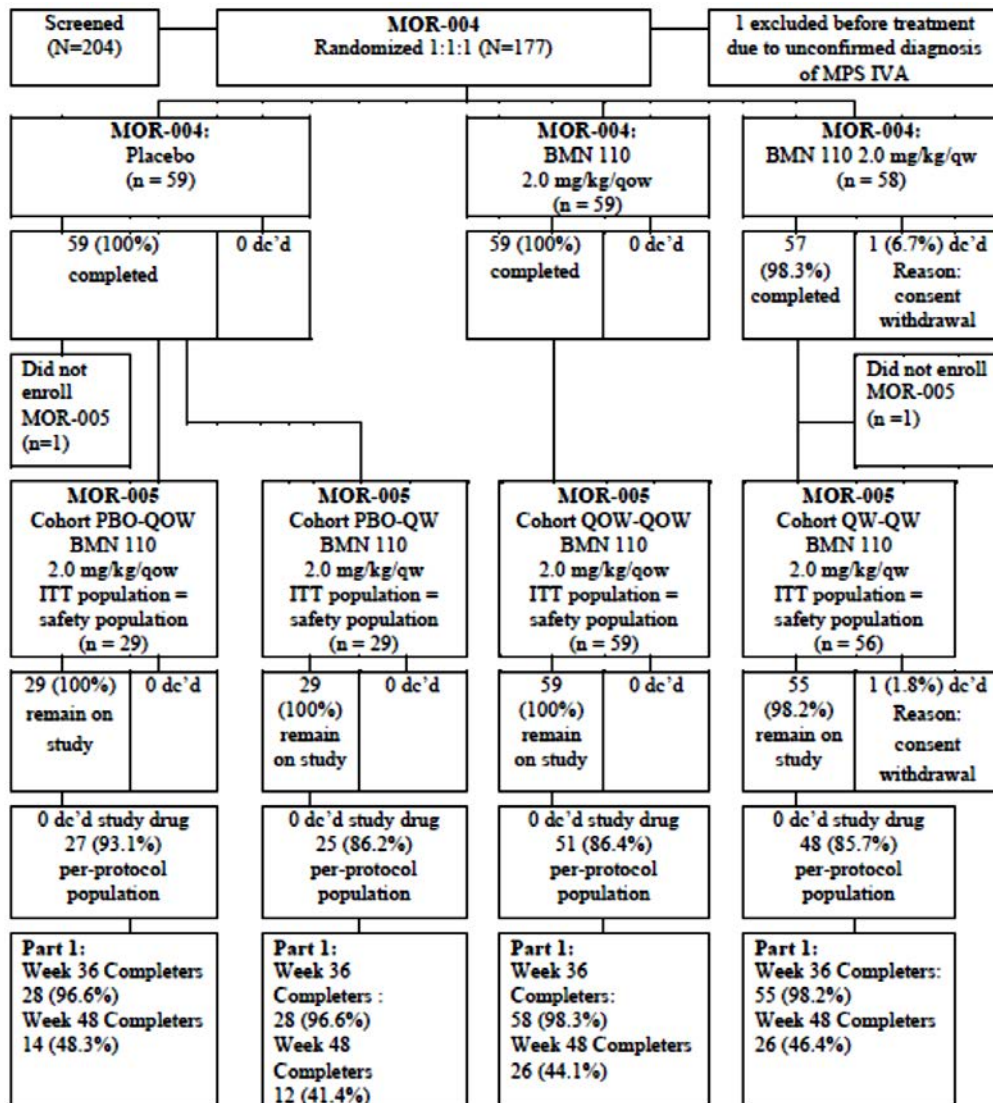 Screened
(N=204)
MOR-004
Randomized 1:1:1 (N=177)
1 excluded before treatment
due to unconfirmed diagnosis
of MPS IVA
MOR-004:
Placebo
(n = 59)
MOR-004:
BMN 110
2.0 mg/kg/qow
(n = 59)
MOR-004:
BMN 110 2.0 mg/kg/qw
(n = 58)
59 (100%)
completed
0 dc'd
59 (100%)
completed
0 dc'd
57
(98.3%)
completed
1 (6.7%) dc'd
Reason:
consent
withdrawal
Did not
enroll
MOR-005
(n=1)
Did not enroll
MOR-005
(n =1)
MOR-005
Cohort PBO-QOW
BMN 110
2.0 mg/kg/qow
ITT population =
safety population
(n = 29)
MOR-005
Cohort PBO-QW
BMN 110
2.0 mg/kg/qw
ITT population =
safety population
(n = 29)
MOR-005
Cohort QOW-QOW
BMN 110
2.0 mg/kg/qow
ITT population =
safety population
(n = 59)
MOR-005
Cohort QW-QW
BMN 110
2.0 mg/kg/qw
ITT population =
safety population
(n = 56)
29 (100%)
remain on
study
0 dc'd
29
(100%)
remain
on study
0 dc'd
59
(100%)
remain
on study
0 dc'd
55
(98.2%)
remain on
study
1 (1.8%) dc'd
Reason:
consent
withdrawal
0 dc'd study drug
27 (93.1%)
per-protocol
population
0 dc'd study drug
25 (86.2%)
per-protocol
population
0 dc'd study drug
51 (86.4%)
per-protocol
population
0 dc'd study drug
48 (85.7%)
per-protocol
population
Part 1:
Week 36 Completers
28 (96.6%)
Week 48 Completers
14 (48.3%)
Part 1:
Week 36
Completers :
28 (96.6%)
Week 48
Completers
12 (41.4%)
Part 1:
Week 36
Completers:
58 (98.3%)
Week 48 Completers
26 (44.1%)
Part 1:
Week 36 Completers:
55 (98.2%)
Week 48 Completers
26 (46.4%)